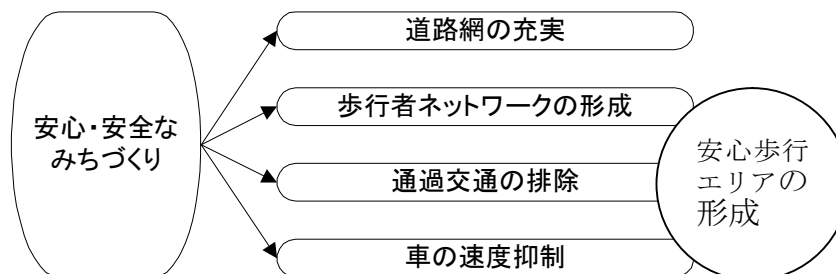 安心・安全な
みちづくり
道路網の充実
歩行者ネットワークの形成
通過交通の排除
車の速度抑制
安心歩行
エリアの
形成